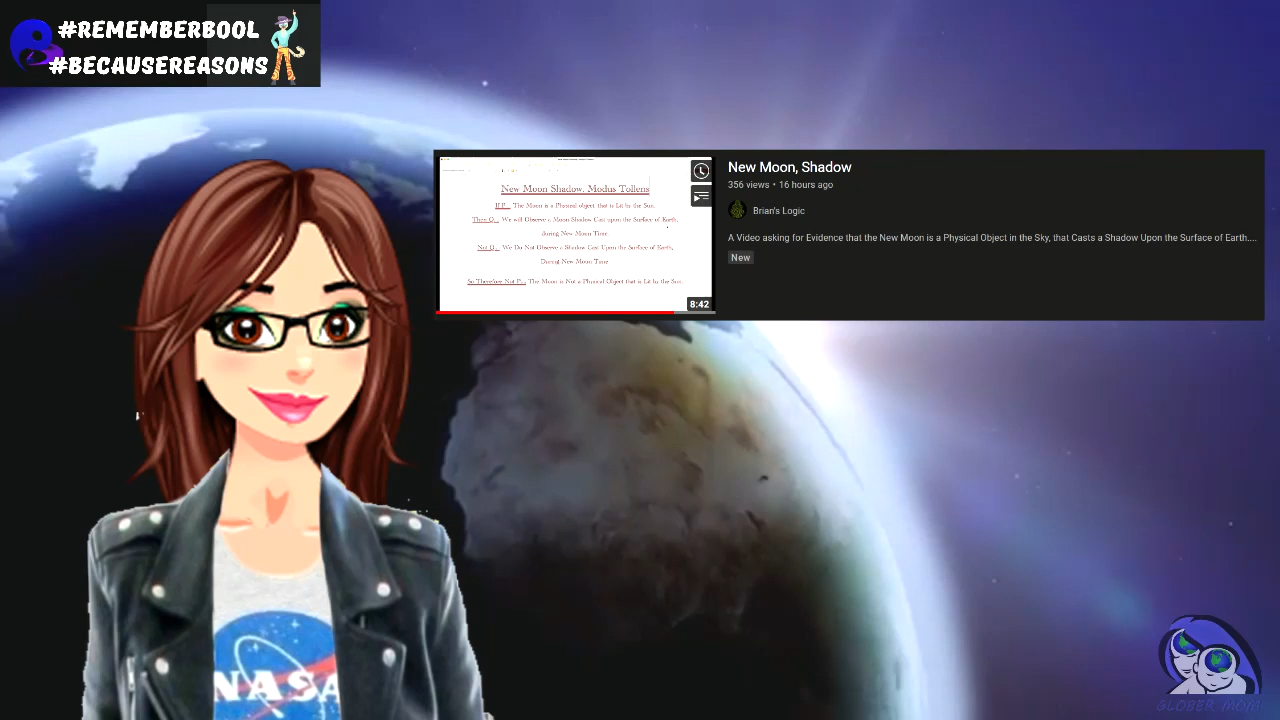 #REMEMBERBOOL
#BECAUSEREASONS
New Moon Shadow, Modus Tollens
If P... The Moon is a Physical object that is Lit by the Sun,
Then Q... We will Observe a Moon Shadow Cast upon the Surface of Earth,
during New Moon Time
Not Q... We Do Not Observe a Shadow Cast Upon the Surface of Earth,
During New Moon Time
So Therefore Not P... The Moon is Not a Physical Object that is Lit by the Sun.
8:42
New Moon, Shadow
356 views • 16 hours ago
Brian's Logic
A Video asking for Evidence that the New Moon is a Physical Object in the Sky, that Casts a Shadow Upon the Surface of Earth....
New
NASA
GLOBER MOM